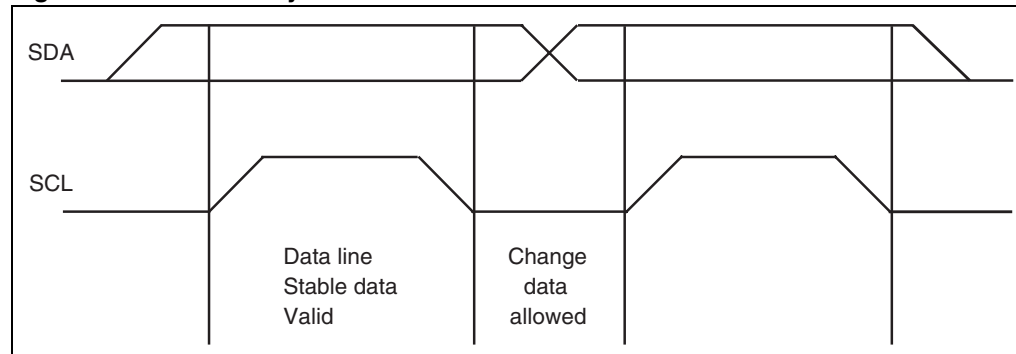 SDA
SCL
Data line
Stable data
Valid
Change
data
allowed